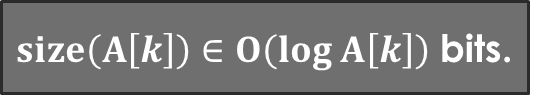 size(A[k]) ∈ O(log A[k]) bits.